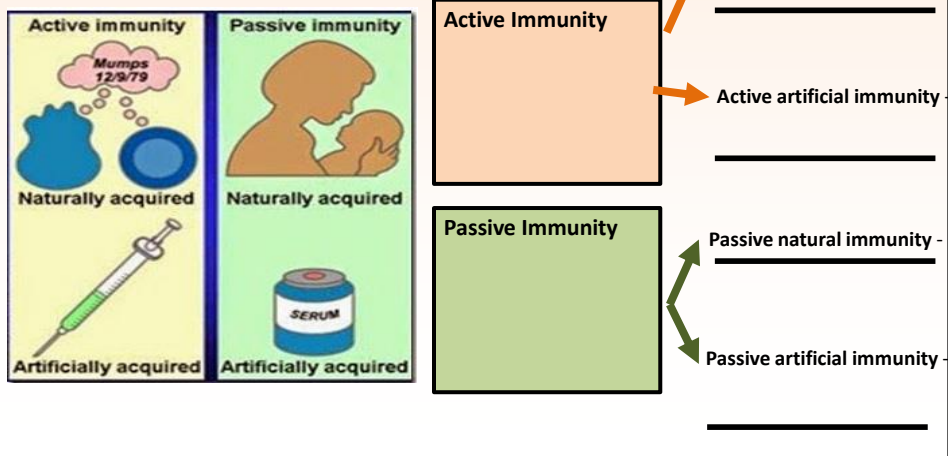 Active immunity
Passive immunity
Mumps
12/9/79
Naturally acquired
Naturally acquired
SERUM
Artificially acquired
Artificially acquired
Active Immunity
Active artificial immunity -
Passive Immunity
Passive natural immunity -
Passive artificial immunity -